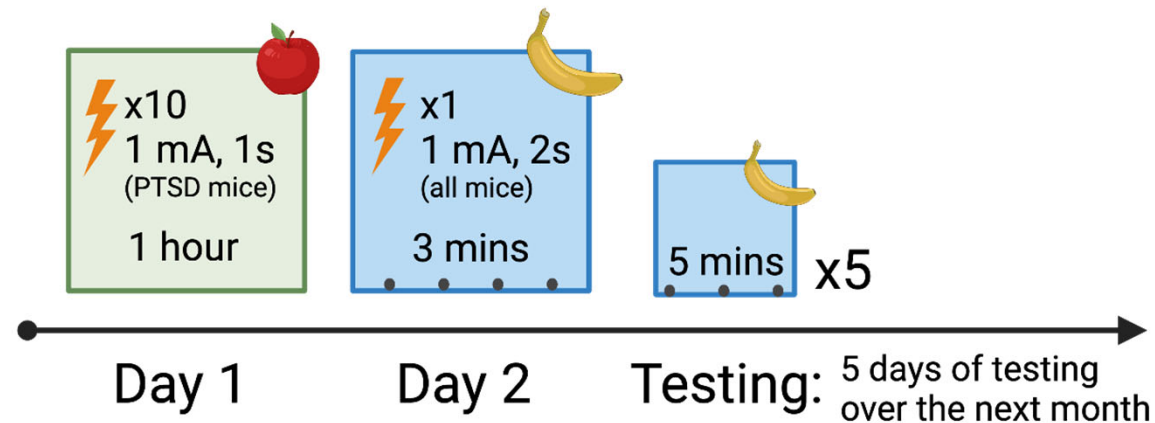 x10
1 mA, 1s
(PTSD mice)
1 hour
x1
1 mA, 2s
(all mice)
3 mins
5 mins
x5
Day 1
Day 2
Testing:
5 days of testing
over the next month